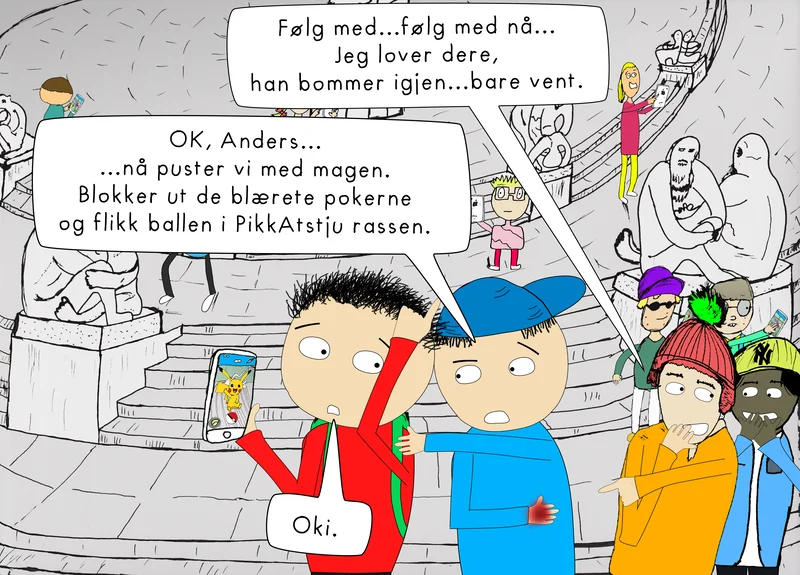 Følg med...følg med nå...
Jeg lover dere,
han bommer igjen...bare vent.
OK, Anders...
...nå puster vi med magen.
Blokker ut de blærete pokerne
og flikk ballen i PikkAtstju rassen.
Oki.
NY